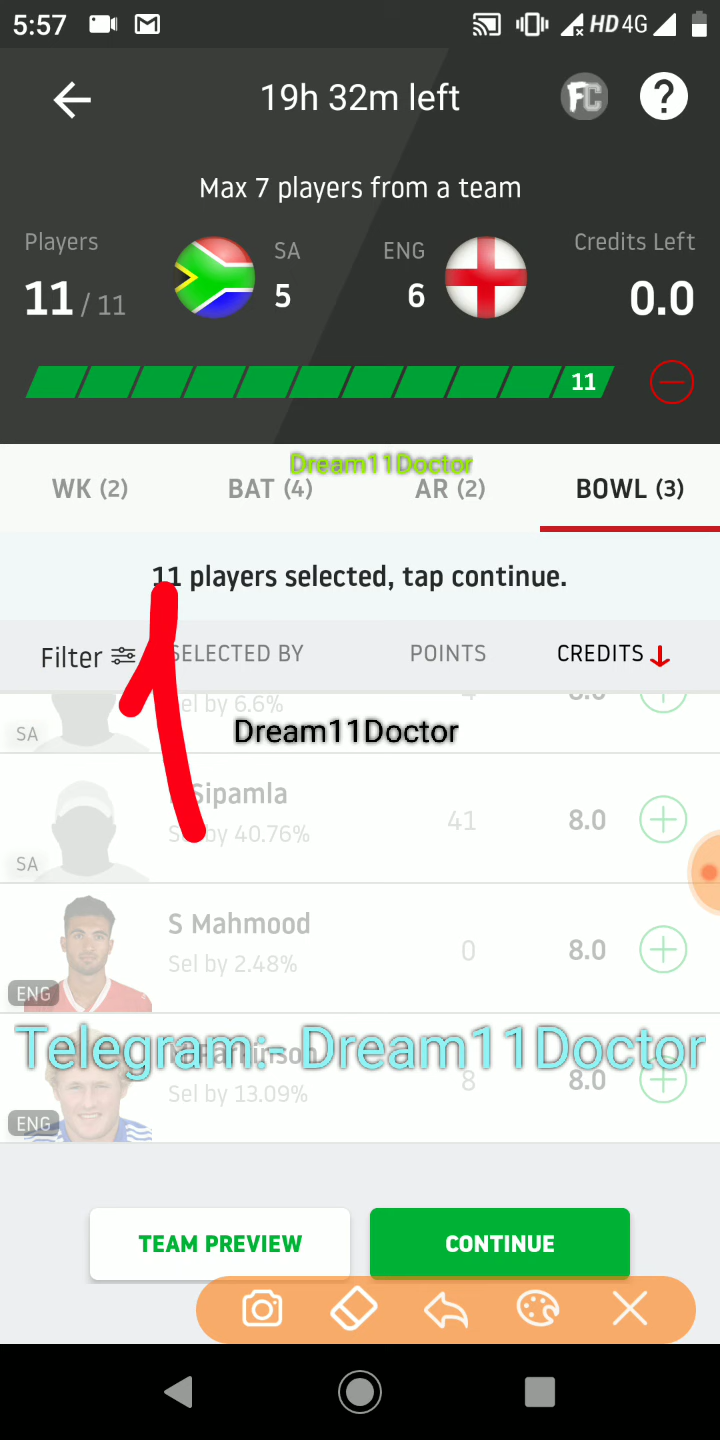 5:57 HD 4G
19h 32m left FC ?
Max 7 players from a team
Players SA ENG Credits Left
11 / 11 5 6 0.0
11
Dream11Doctor
WK (2) BAT (4) AR (2) BOWL (3)
11 players selected, tap continue.
Filter SELECTED BY POINTS CREDITS
SA Sel by 6.6% 8.0
Dream11Doctor
Sipamla
SA Sel by 40.76% 41 8.0
S Mahmood
ENG Sel by 2.48% 0 8.0
Telegram:- Dream11Doctor
Parkinson
ENG Sel by 13.09% 8 8.0
TEAM PREVIEW CONTINUE